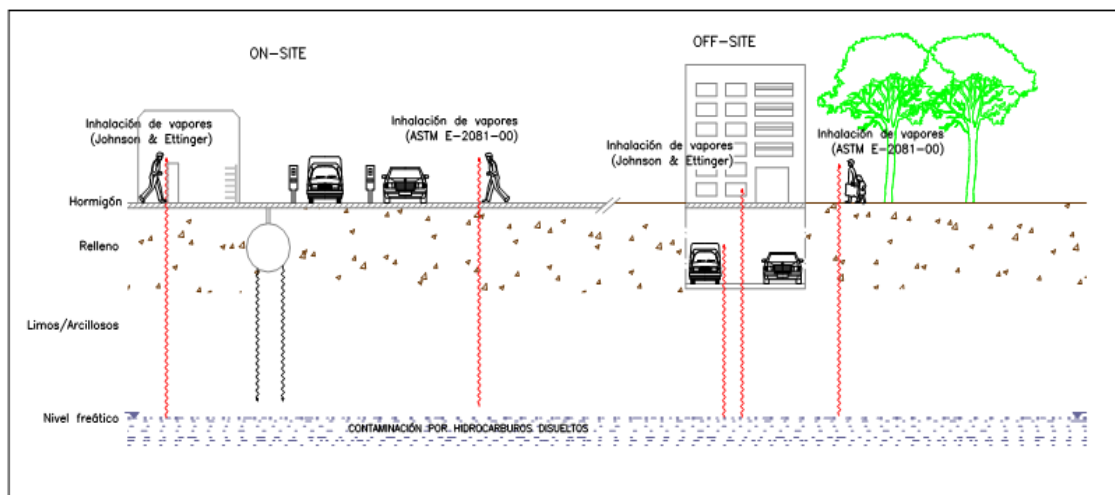 ON-SITE
OFF-SITE
Inhalación de vapores
(Johnson & Ettinger)
Inhalación de vapores
(ASTM E-2081-00)
Inhalación de vapores
(Johnson & Ettinger)
Inhalación de vapores
(ASTM E-2081-00)
Hormigón
Relleno
Limos/Arcillosos
Nivel freático
CONTAMINACIÓN POR HIDROCARBUROS DISUELTOS